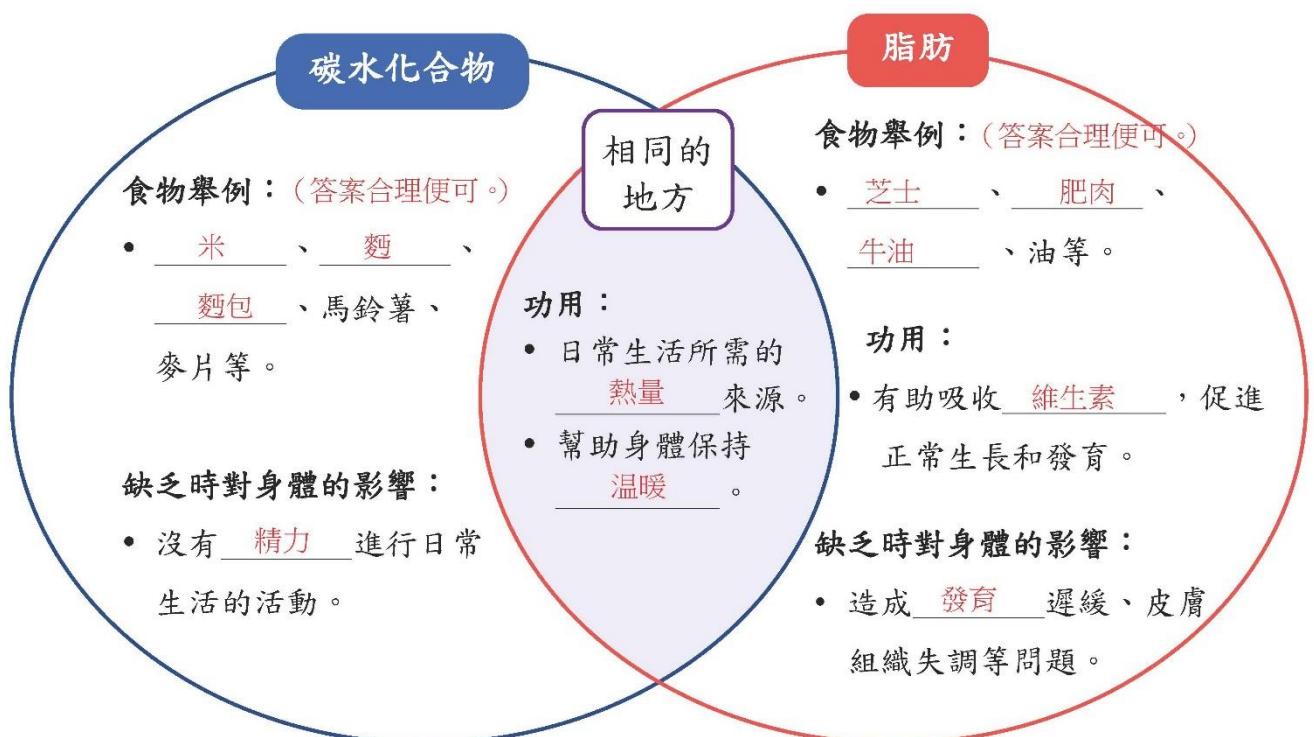 碳水化合物
食物舉例：（答案合理便可。）
• 米、麪、
麪包、馬鈴薯、
麥片等。
缺乏時對身體的影響：
• 沒有精力進行日常
生活的活動。
相同的
地方
功用：
• 日常生活所需的
熱量來源。
• 幫助身體保持
温暖。
脂肪
食物舉例：（答案合理便可。）
• 芝士、肥肉、
牛油、油等。
功用：
• 有助吸收維生素，促進
正常生長和發育。
缺乏時對身體的影響：
• 造成發育遲緩、皮膚
組織失調等問題。